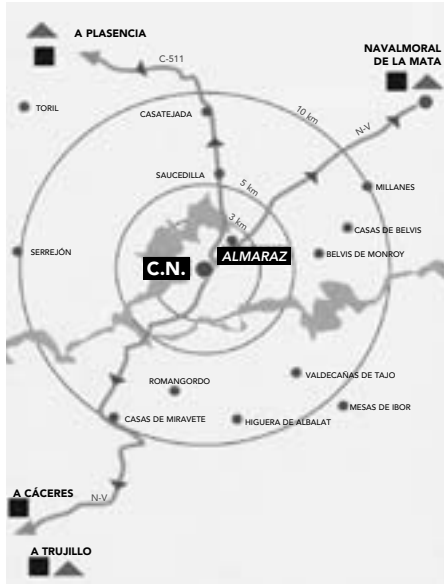 A PLASENCIA
NAVALMORAL
DE LA MATA
C-511
TORIL
CASATEJADA
10 km
N-V
SAUCEDILLA
5 km
MILLANES
3 km
CASAS DE BELVIS
SERREJÓN
ALMARAZ
BELVIS DE MONROY
C.N.
VALDECAÑAS DE TAJO
ROMANGORDO
MESAS DE IBOR
CASAS DE MIRAVETE
HIGUERA DE ALBALAT
A CÁCERES
N-V
A TRUJILLO